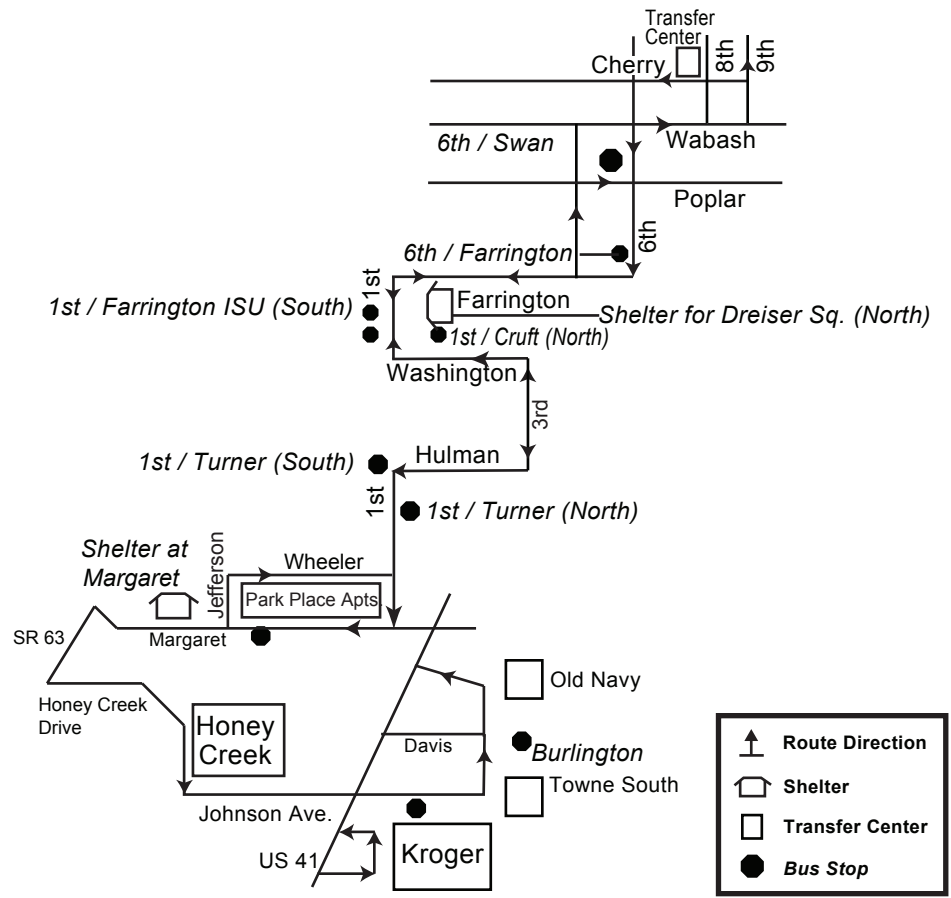 Transfer
Center
8th
9th
Cherry
6th / Swan
Wabash
Poplar
6th
6th / Farrington
1st
1st / Farrington ISU (South)
Farrington
Shelter for Dreiser Sq. (North)
1st / Cruft (North)
Washington
3rd
1st / Turner (South)
Hulman
1st
1st / Turner (North)
Shelter at
Margaret
Jefferson
Wheeler
Park Place Apts.
SR 63
Margaret
Honey Creek
Drive
Honey
Creek
Old Navy
Davis
Burlington
Towne South
Johnson Ave.
US 41
Kroger
Route Direction
Shelter
Transfer Center
Bus Stop